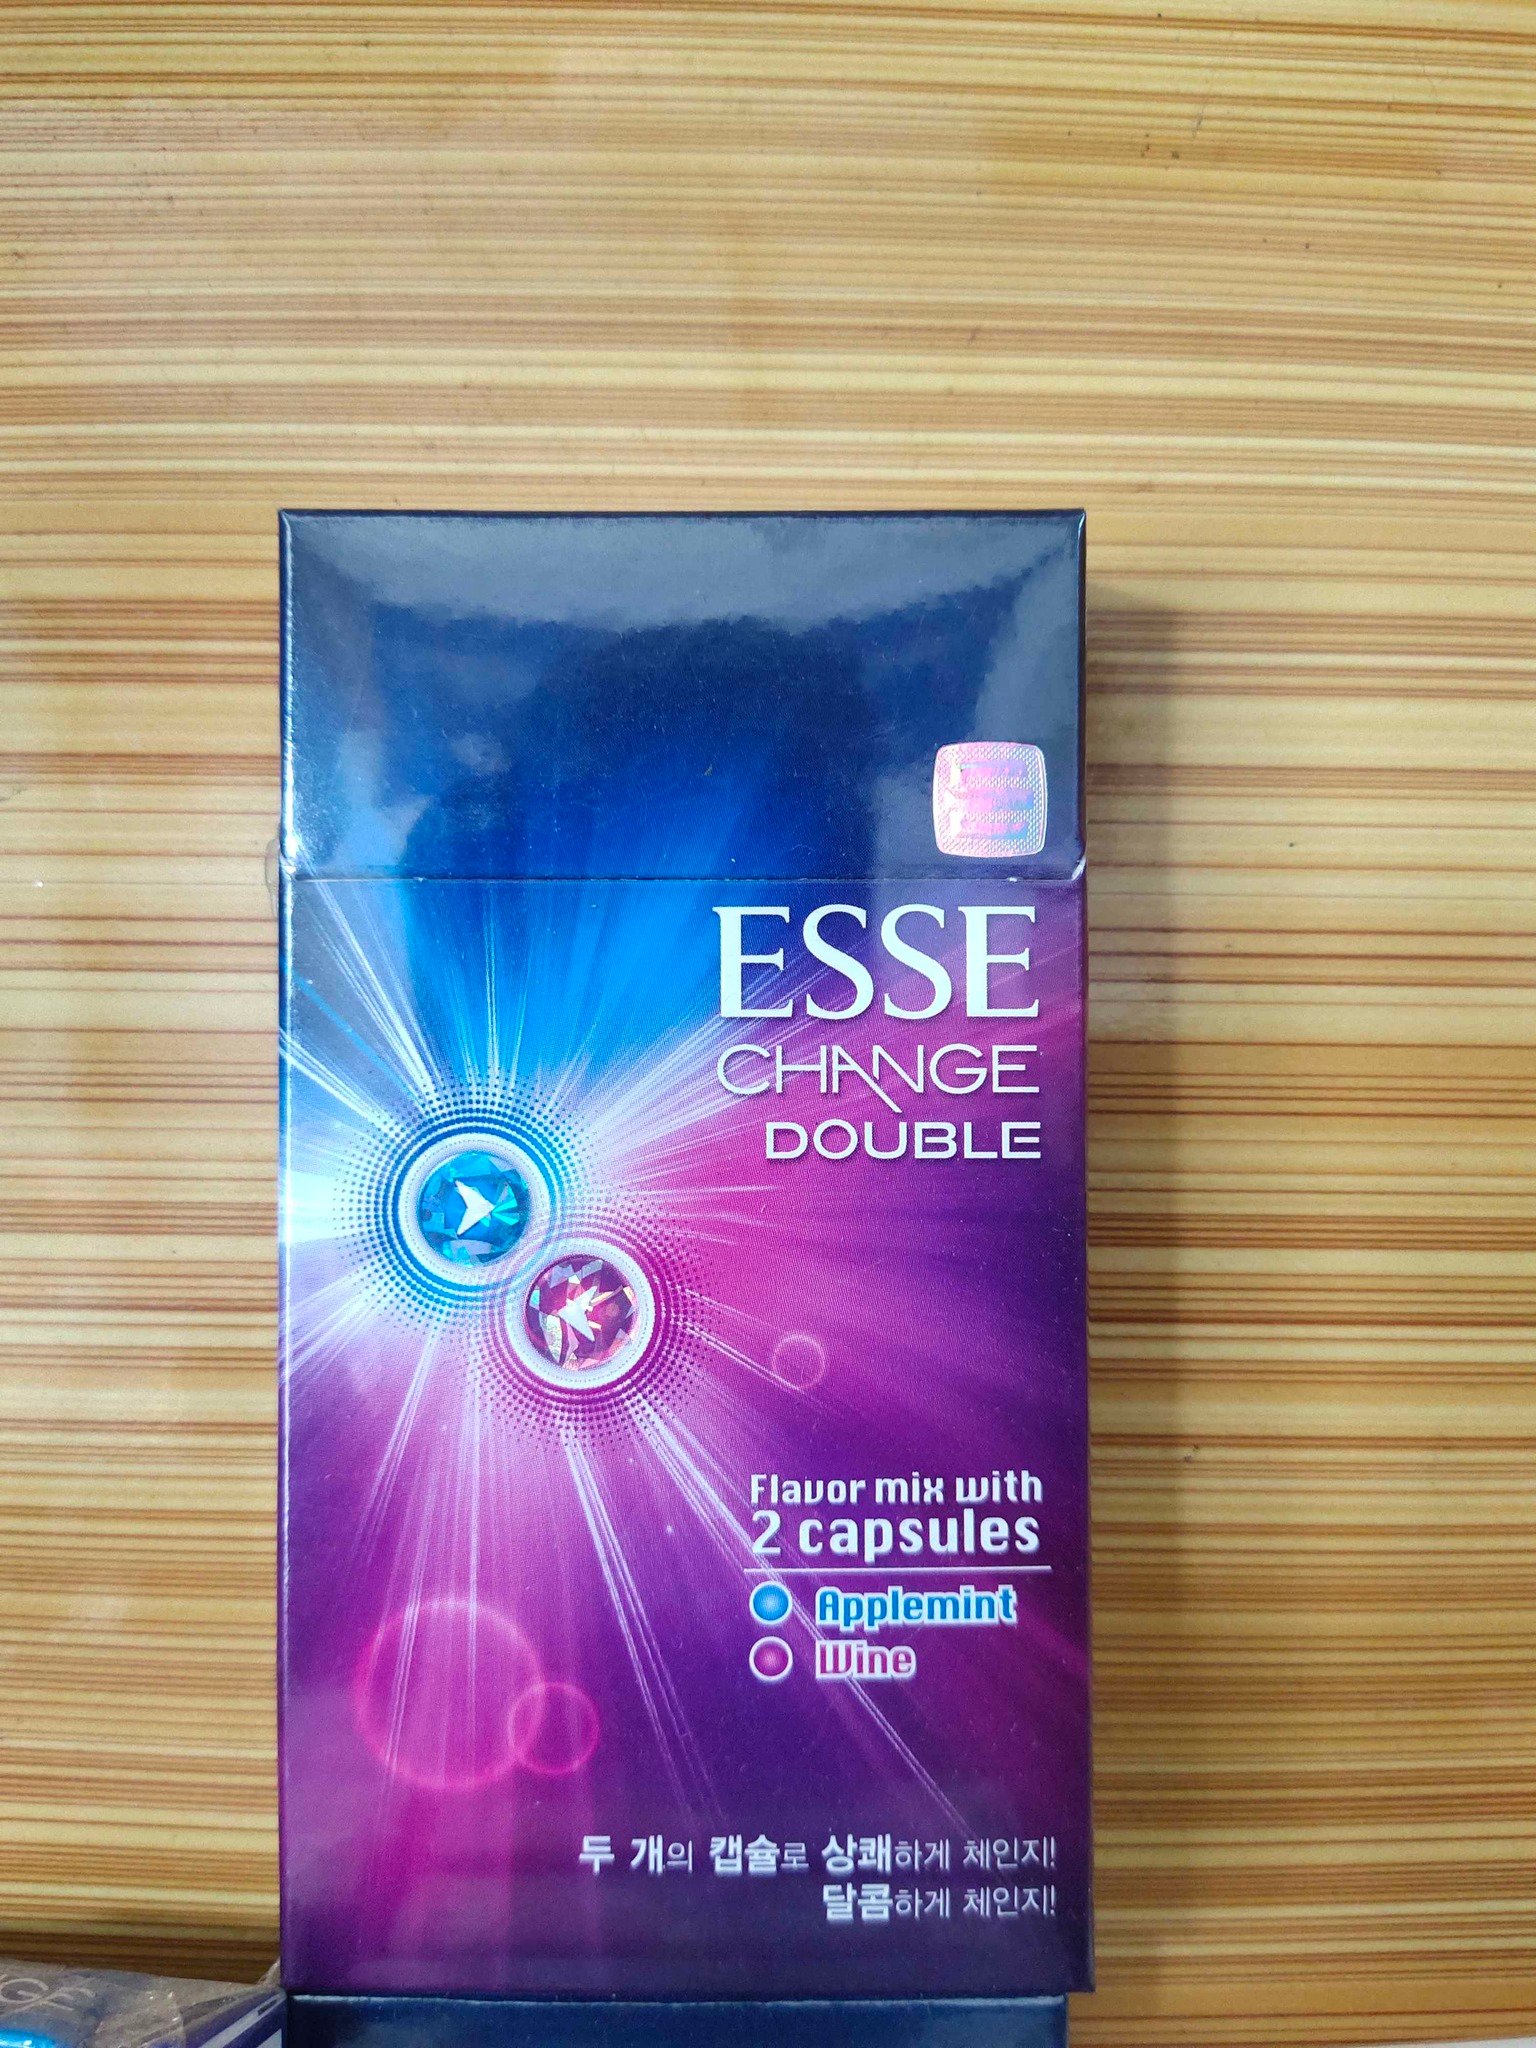 ESSE
CHANGE
DOUBLE
Flavor mix with
2 capsules
Applemint
Wine
두 개의 캡슐로 상쾌하게 체인지!
달콤하게 체인지!